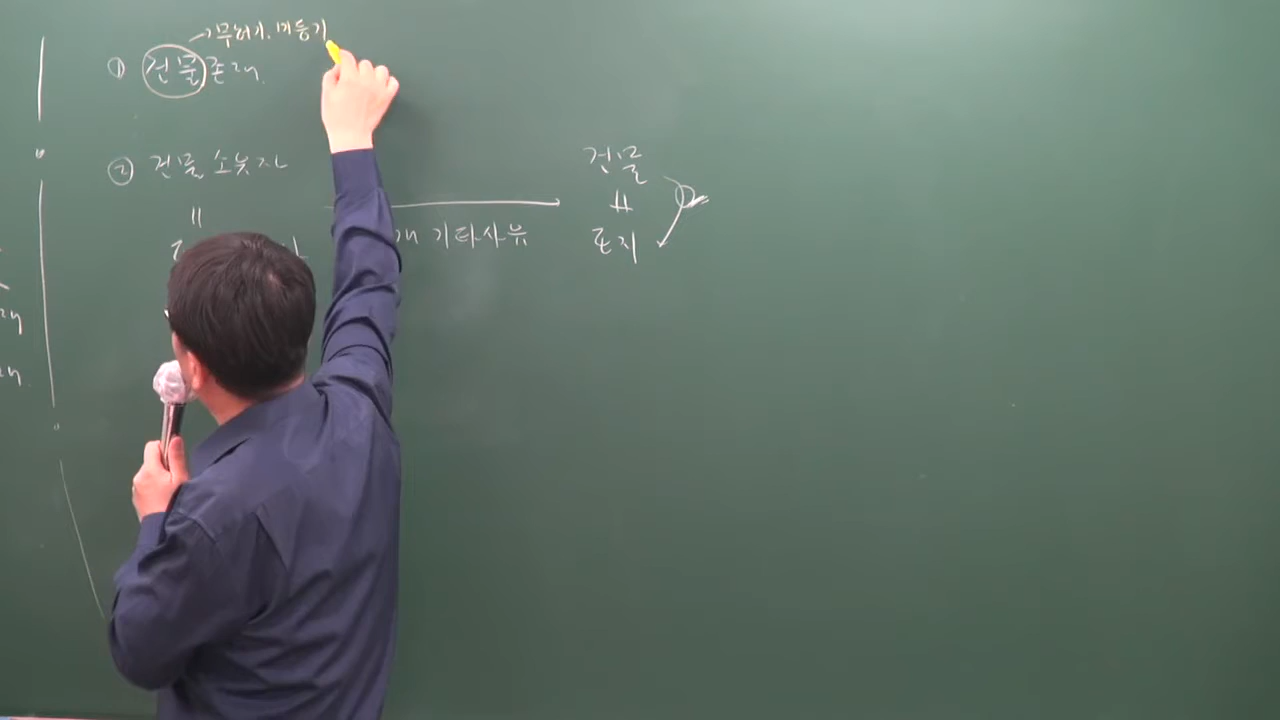 무허가, 미등기
① 건물존재.
② 건물 소유자
=
매 기타사유
건물
≠
토지